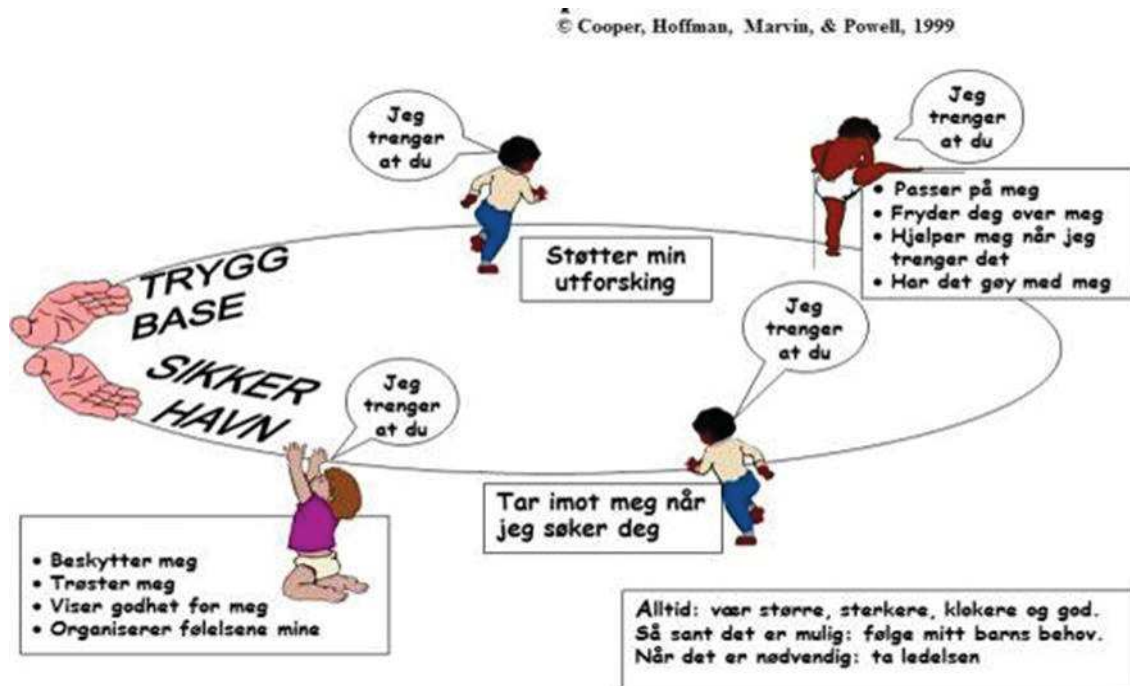 © Cooper, Hoffman, Marvin, & Powell, 1999
Jeg
trenger
at du
Støtter min
utforsking
Jeg
trenger
at du
• Passer på meg
• Fryder deg over meg
• Hjelper meg når jeg
trenger det
• Har det gøy med meg
TRYGG
BASE
SIKKER
HAVN
Jeg
trenger
at du
Tar imot meg når
jeg søker deg
Jeg
trenger
at du
• Beskytter meg
• Trøster meg
• Viser godhet for meg
• Organiserer følelsene mine
Alltid: vær større, sterkere, klokere og god.
Så sant det er mulig: følge mitt barns behov.
Når det er nødvendig: ta ledelsen